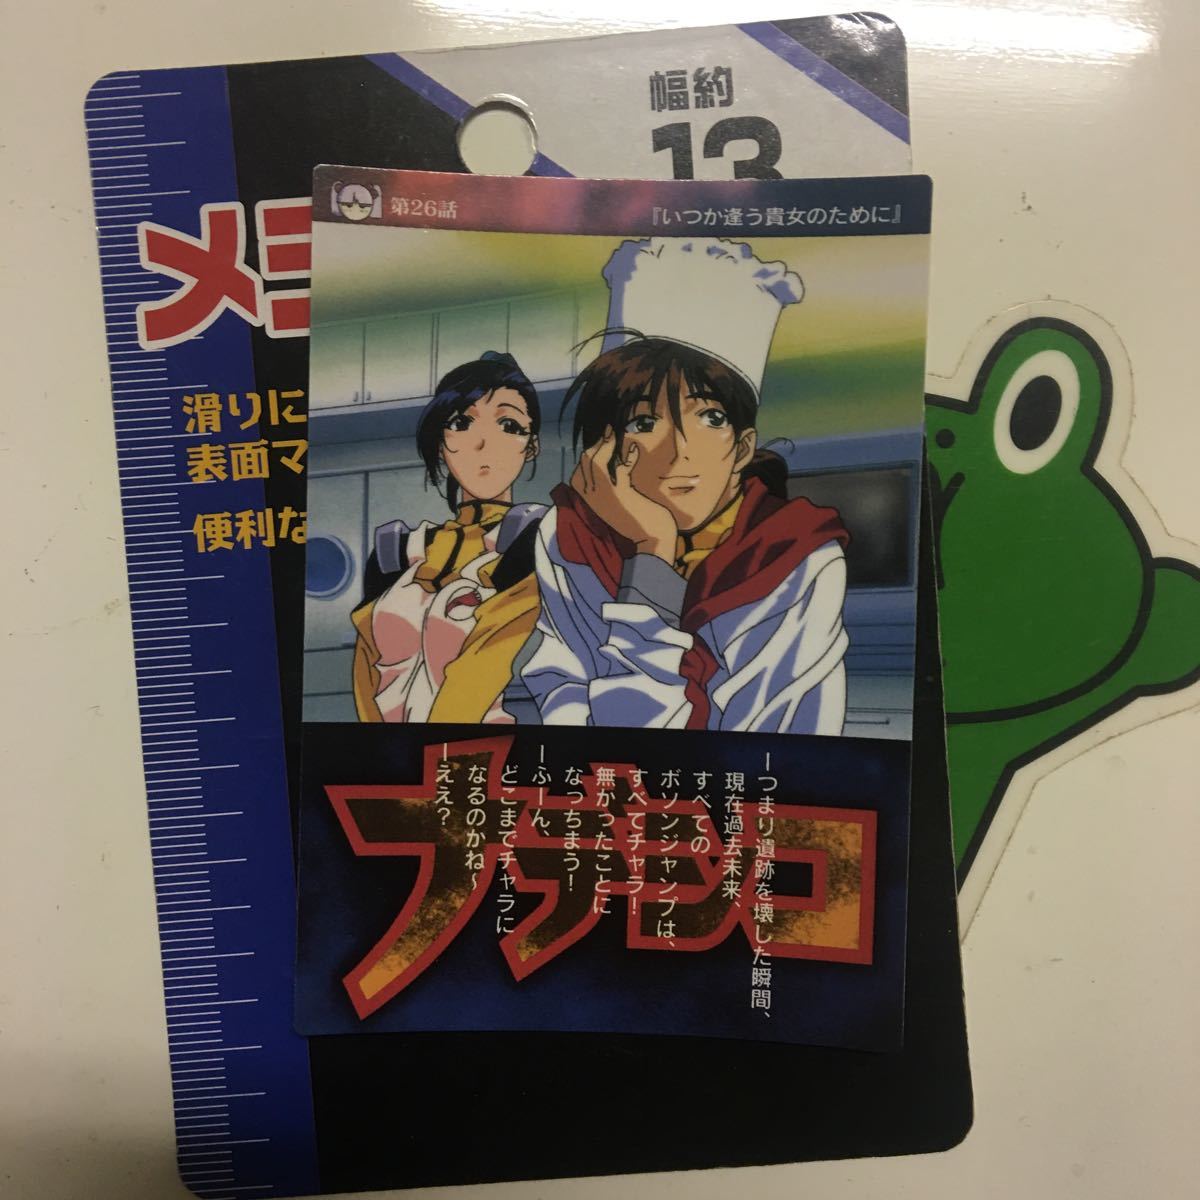 幅約
13
メ
滑りに
表面マ
便利な
第26話
『いつか逢う貴女のために』
ーつまり遺跡を壊した瞬間、
現在過去未来、
すべての
ボソンジャンプは、
すべてチャラ！
無かったことに
なっちまう！
ーふーん、
どこまでチャラに
なるのかね〜
ーええ？
ナデシコ